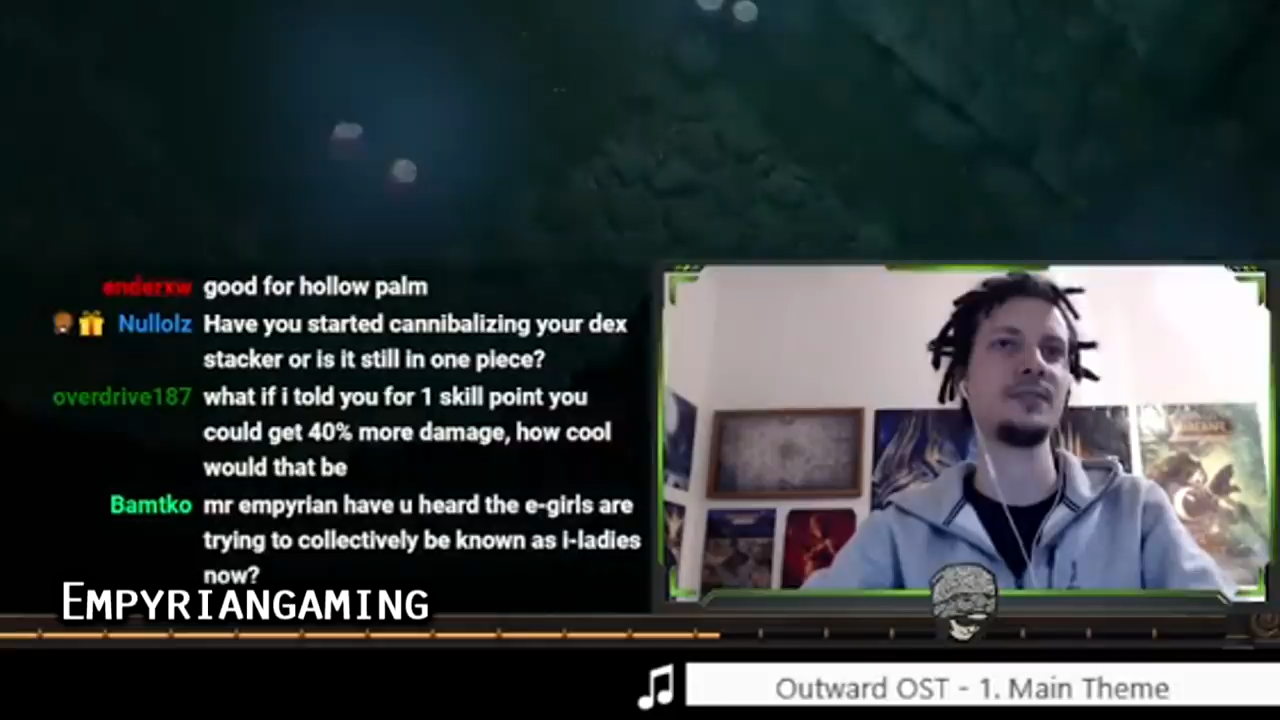 enderxw good for hollow palm
Nullolz Have you started cannibalizing your dex
stacker or is it still in one piece?
overdrive187 what if i told you for 1 skill point you
could get 40% more damage, how cool
would that be
Bamtko mr empyrian have u heard the e-girls are
trying to collectively be known as i-ladies
now?
EMPYRIANGAMING
Outward OST - 1. Main Theme